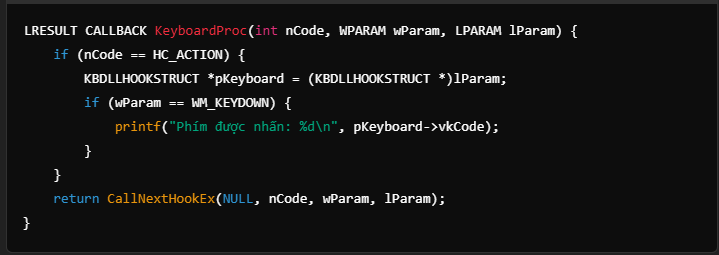 LRESULT CALLBACK KeyboardProc(int nCode, WPARAM wParam, LPARAM lParam) {
    if (nCode == HC_ACTION) {
        KBDLLHOOKSTRUCT *pKeyboard = (KBDLLHOOKSTRUCT *)lParam;
        if (wParam == WM_KEYDOWN) {
            printf("Phím được nhấn: %d\n", pKeyboard->vkCode);
        }
    }
    return CallNextHookEx(NULL, nCode, wParam, lParam);
}